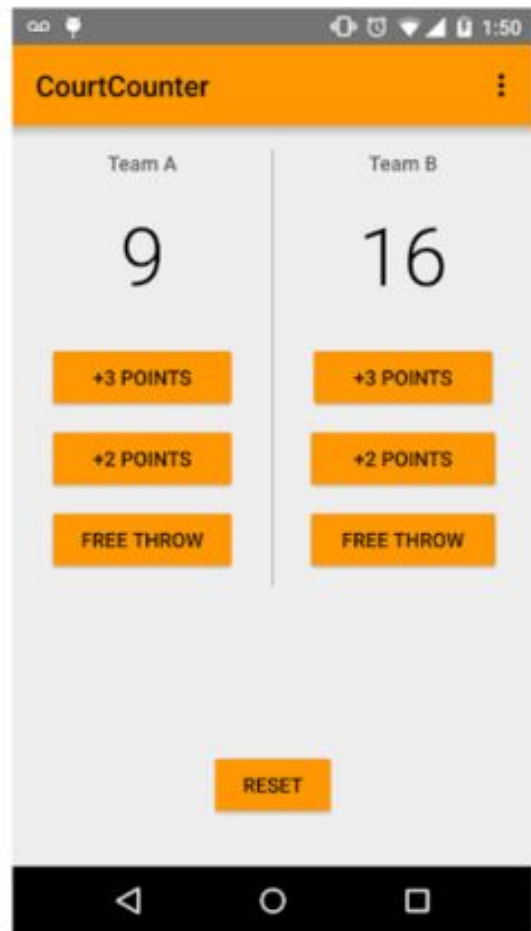 1:50
CourtCounter
Team A Team B
9 16
+3 POINTS +3 POINTS
+2 POINTS +2 POINTS
FREE THROW FREE THROW
RESET